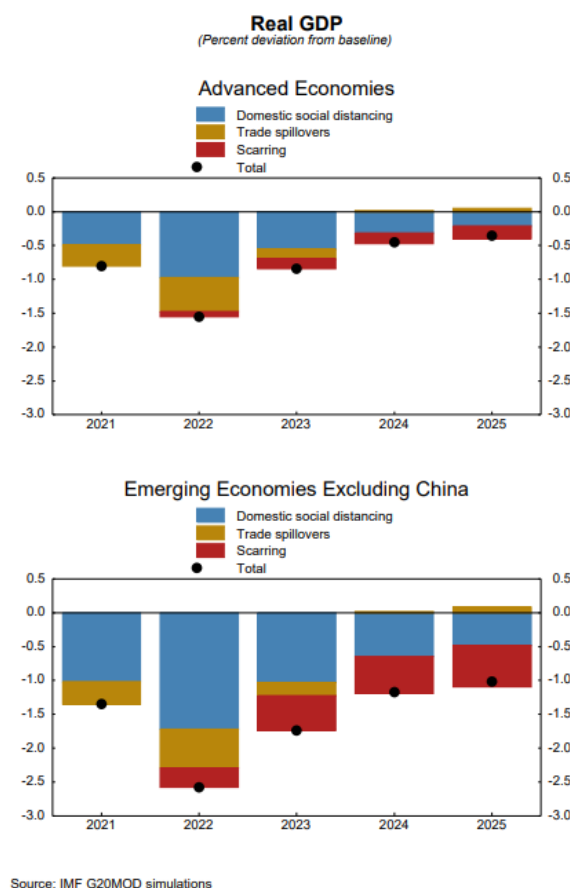 Real GDP
(Percent deviation from baseline)
Advanced Economies
Domestic social distancing
Trade spillovers
Scarring
Total
0.5 0.5
0.0 0.0
-0.5 -0.5
-1.0 -1.0
-1.5 -1.5
-2.0 -2.0
-2.5 -2.5
-3.0 -3.0
2021 2022 2023 2024 2025
Emerging Economies Excluding China
Domestic social distancing
Trade spillovers
Scarring
Total
0.5 0.5
0.0 0.0
-0.5 -0.5
-1.0 -1.0
-1.5 -1.5
-2.0 -2.0
-2.5 -2.5
-3.0 -3.0
2021 2022 2023 2024 2025
Source: IMF G20MOD simulations